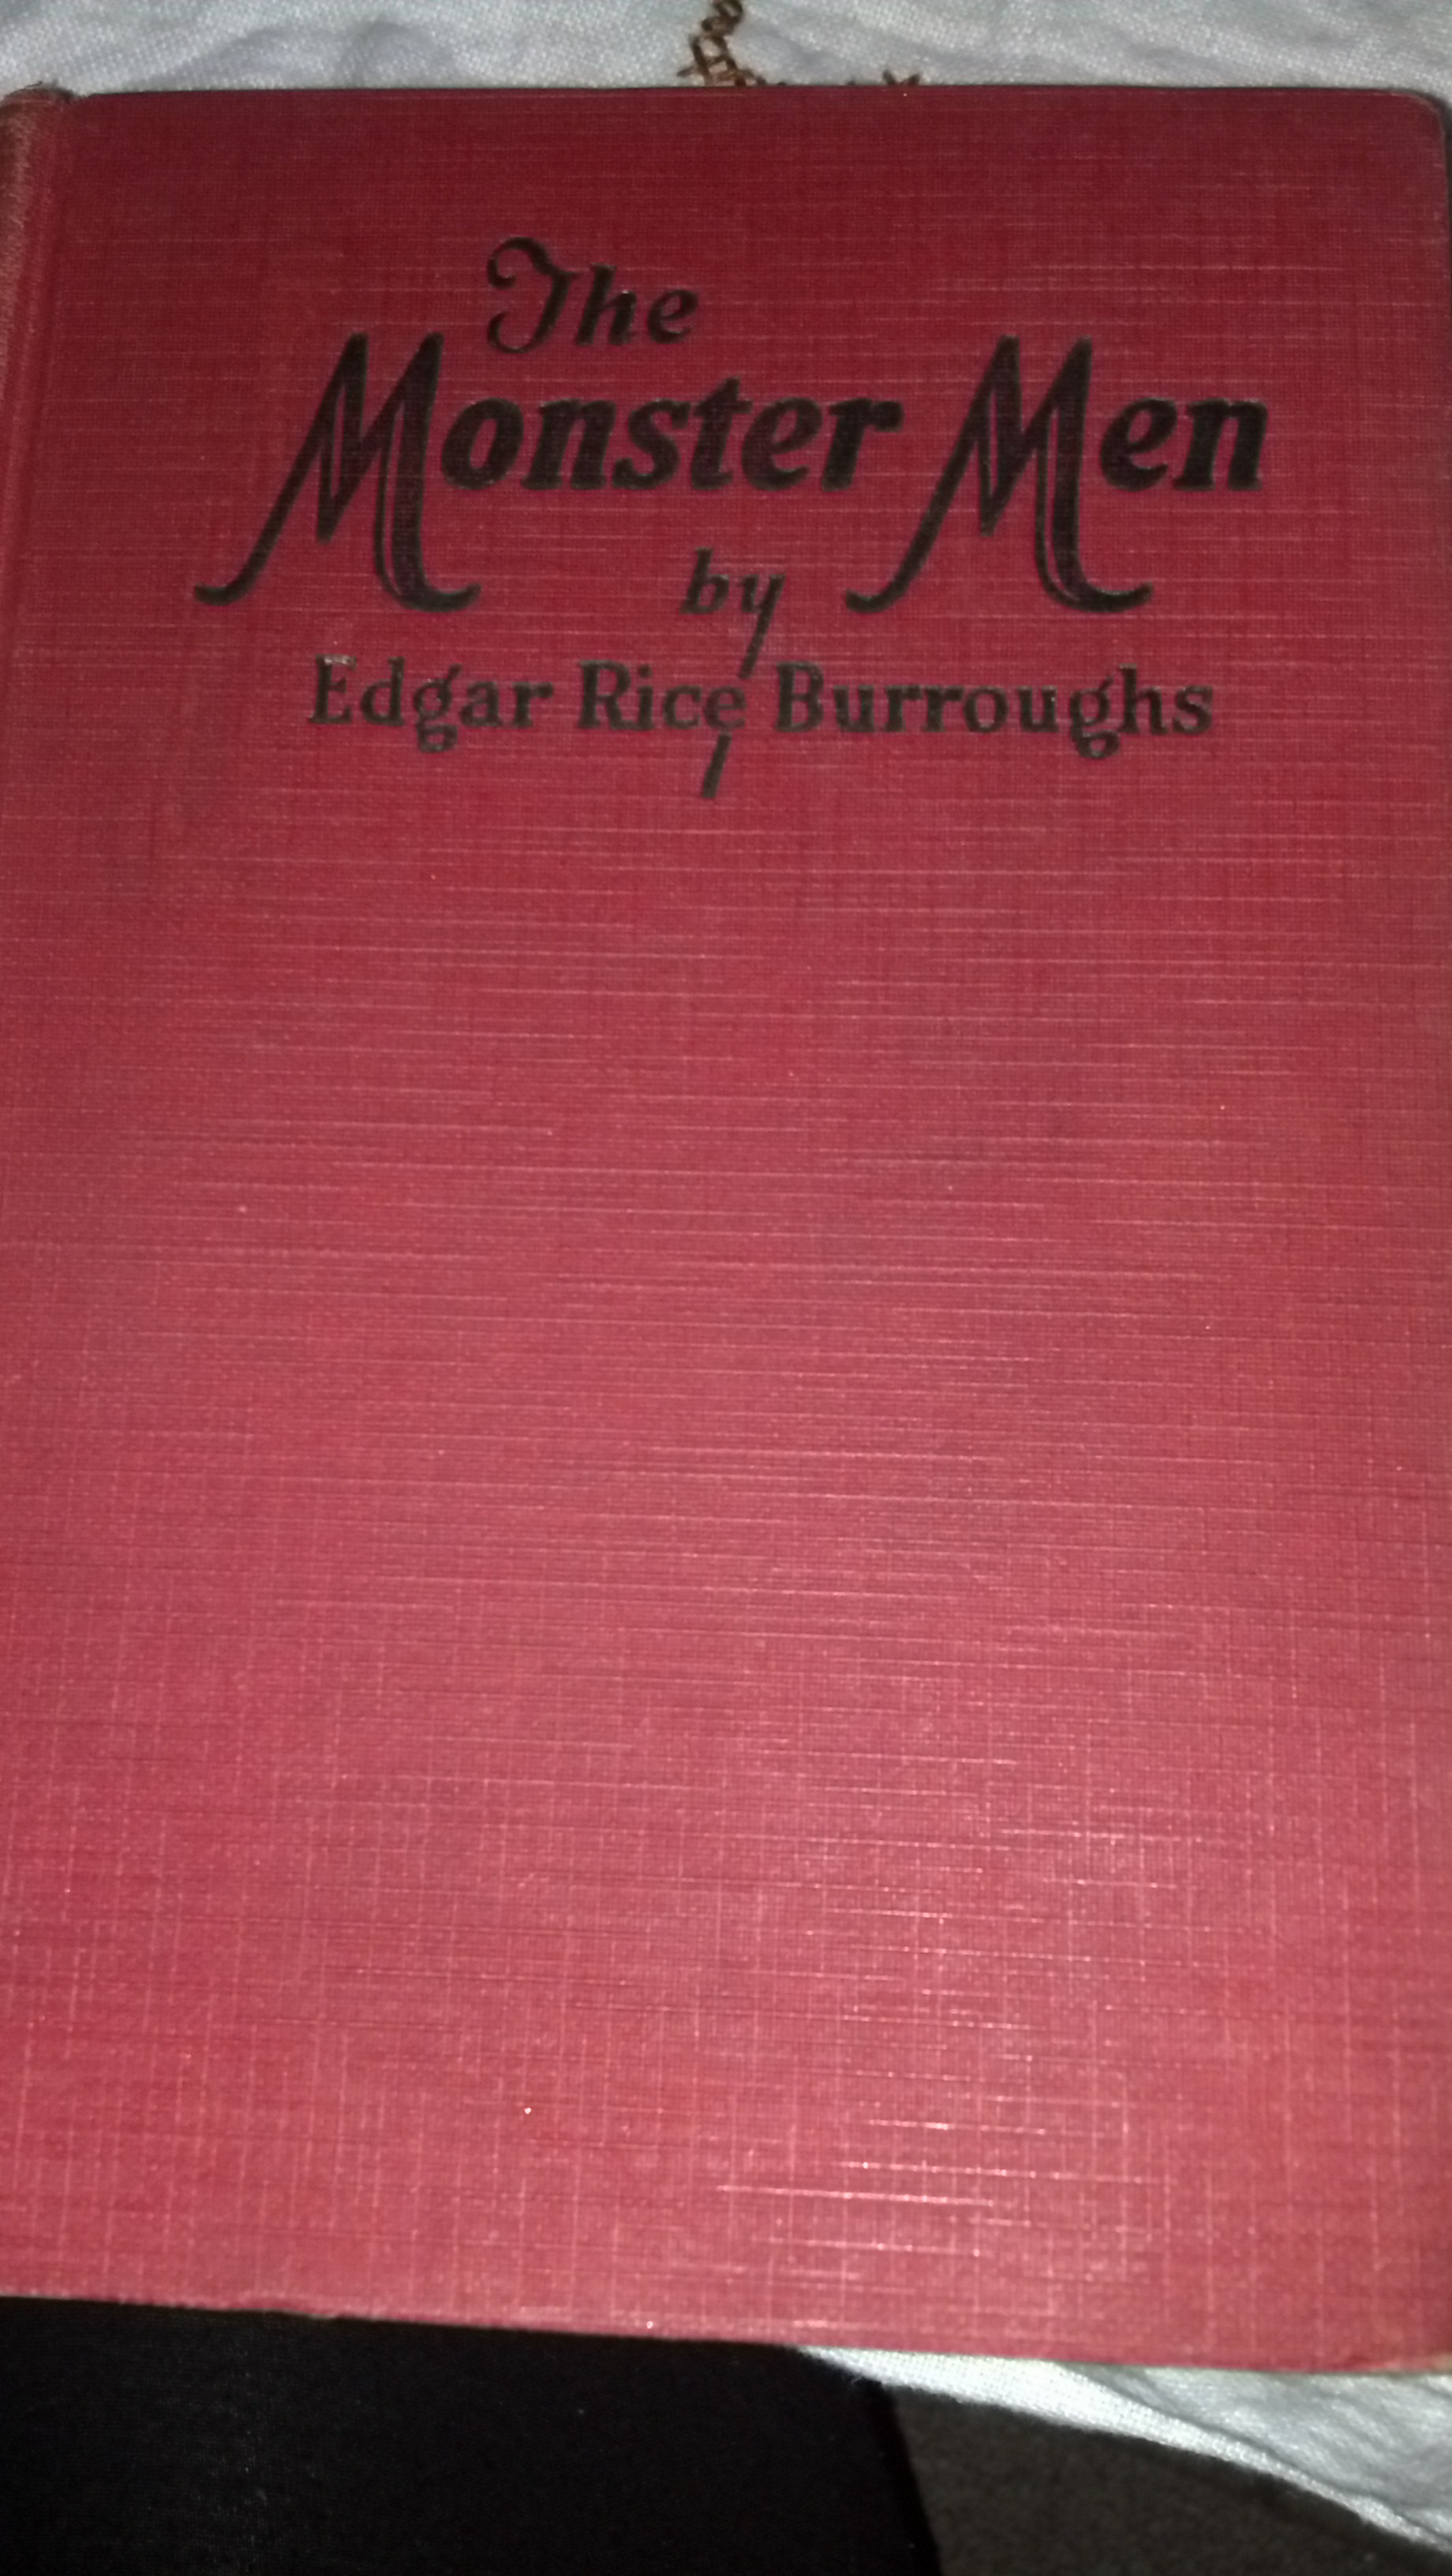 The
Monster Men
by
Edgar Rice Burroughs